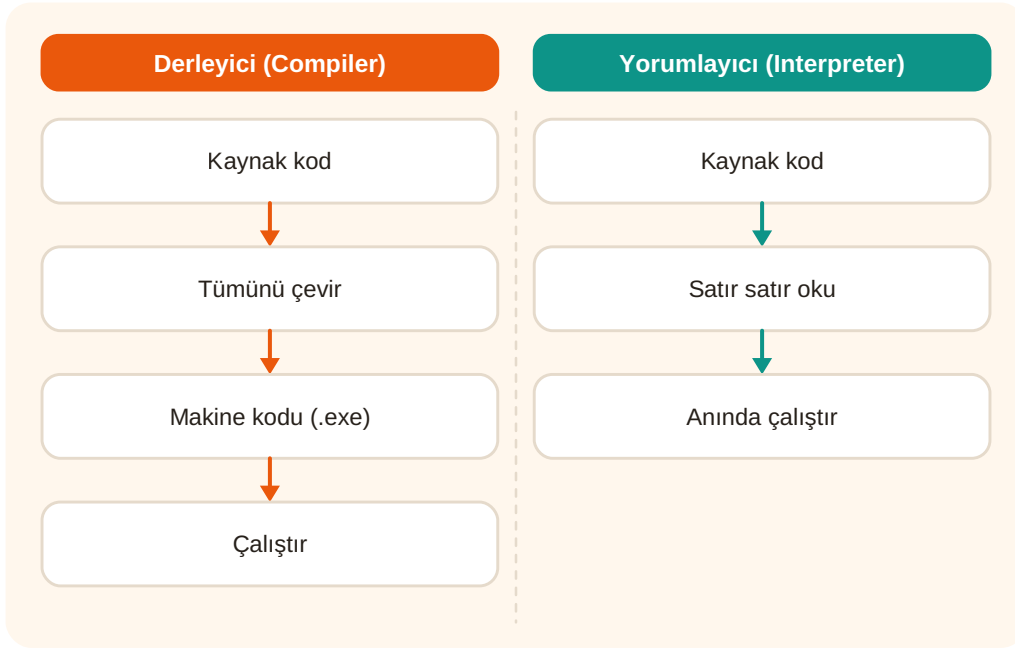 Derleyici (Compiler)
Kaynak kod
Tümünü çevir
Makine kodu (.exe)
Çalıştır
Yorumlayıcı (Interpreter)
Kaynak kod
Satır satır oku
Anında çalıştır